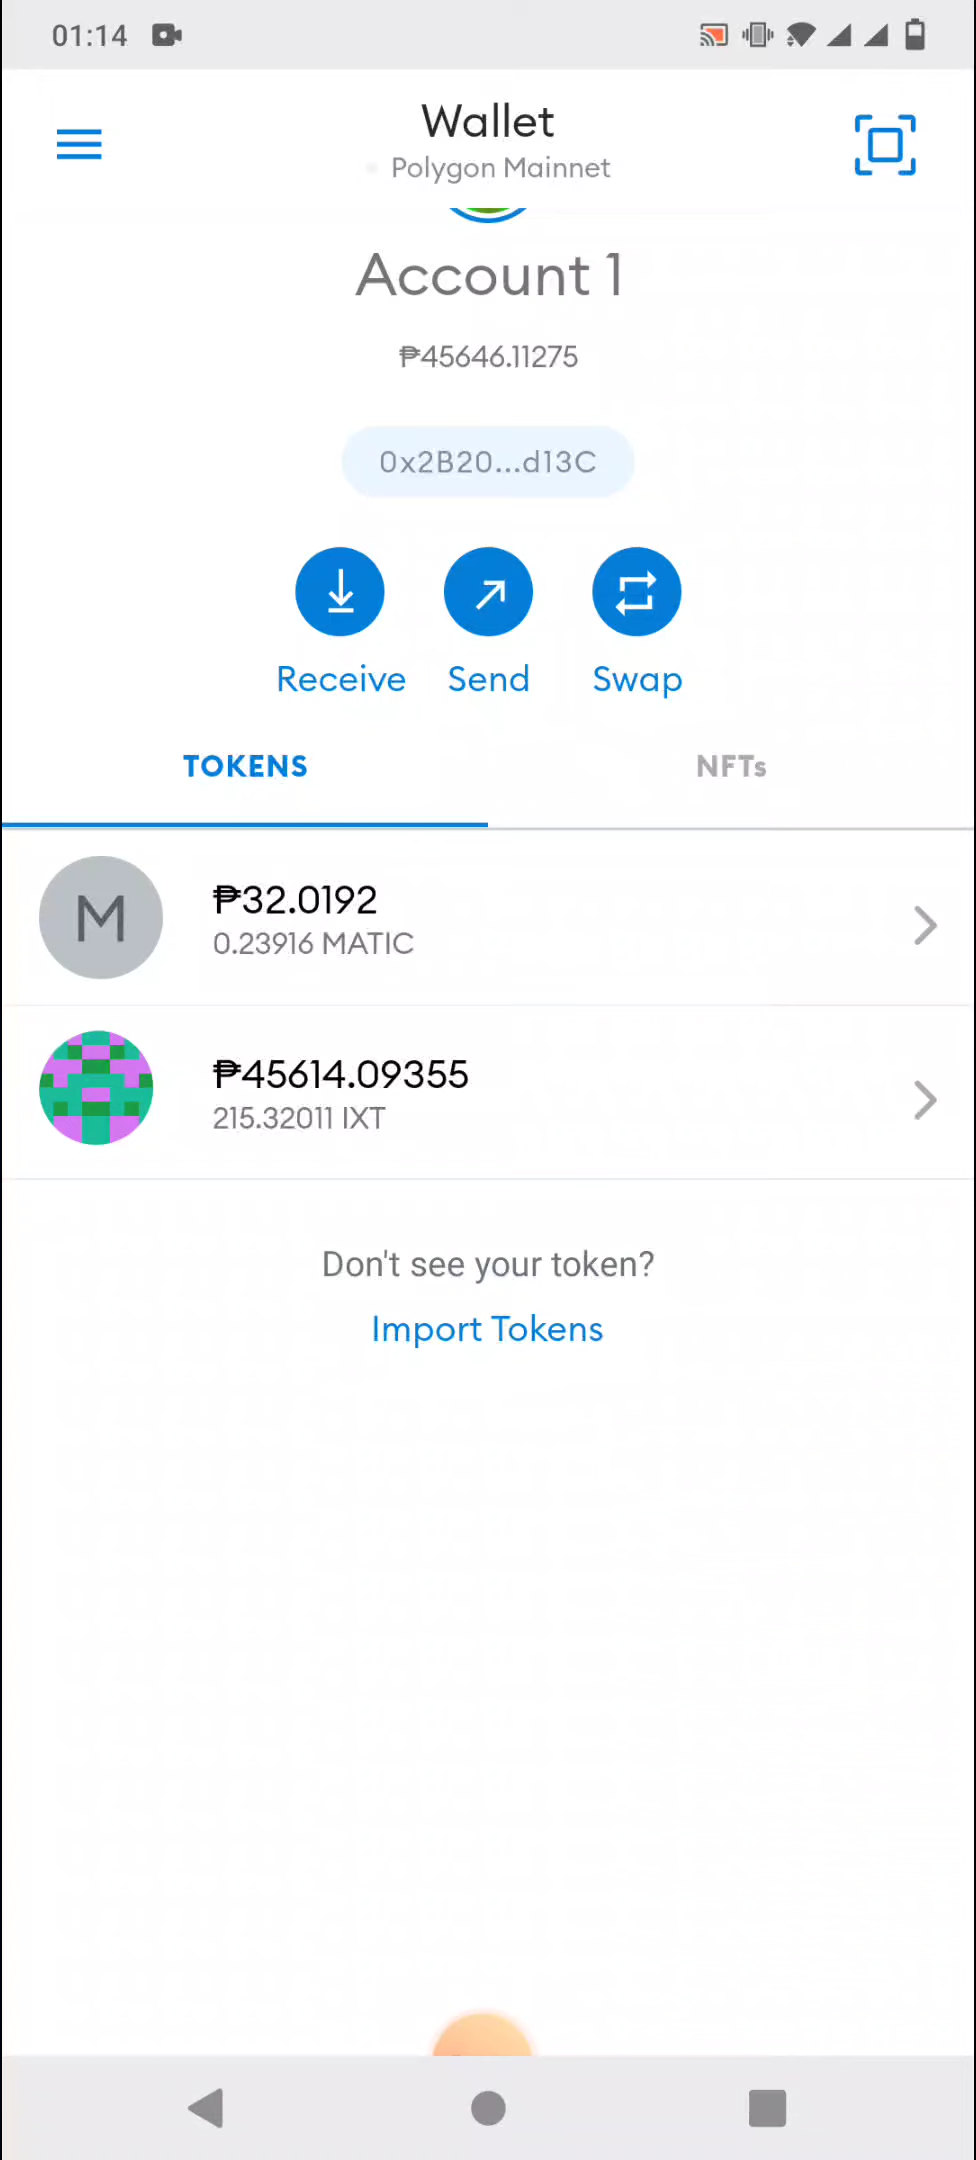 01:14
Wallet
Polygon Mainnet
Account 1
₱45646.11275
0x2B20...d13C
Receive Send Swap
TOKENS NFTs
M
₱32.0192
0.23916 MATIC
₱45614.09355
215.32011 IXT
Don't see your token?
Import Tokens